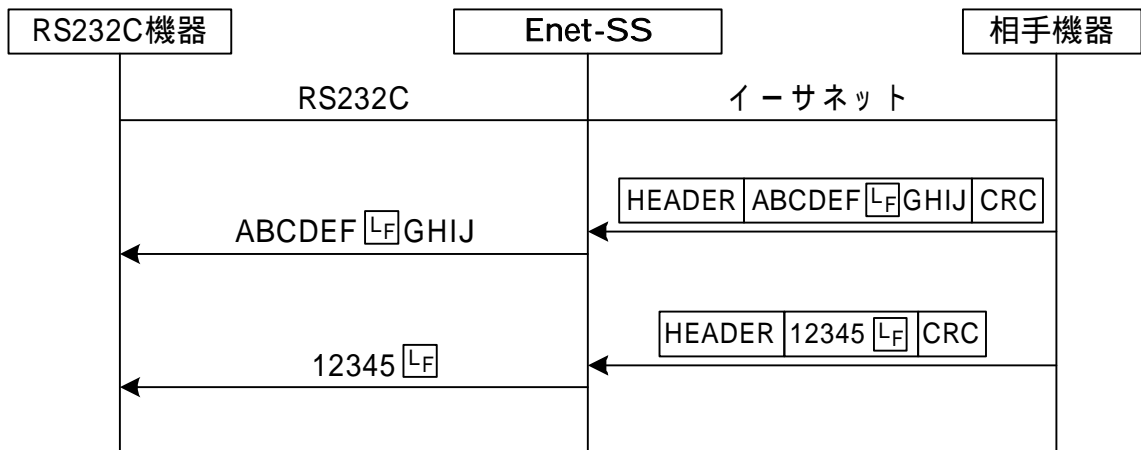 RS232C機器 Enet-SS 相手機器
RS232C イーサネット
HEADER ABCDEF LF GHIJ CRC
ABCDEF LF GHIJ
HEADER 12345 LF CRC
12345 LF